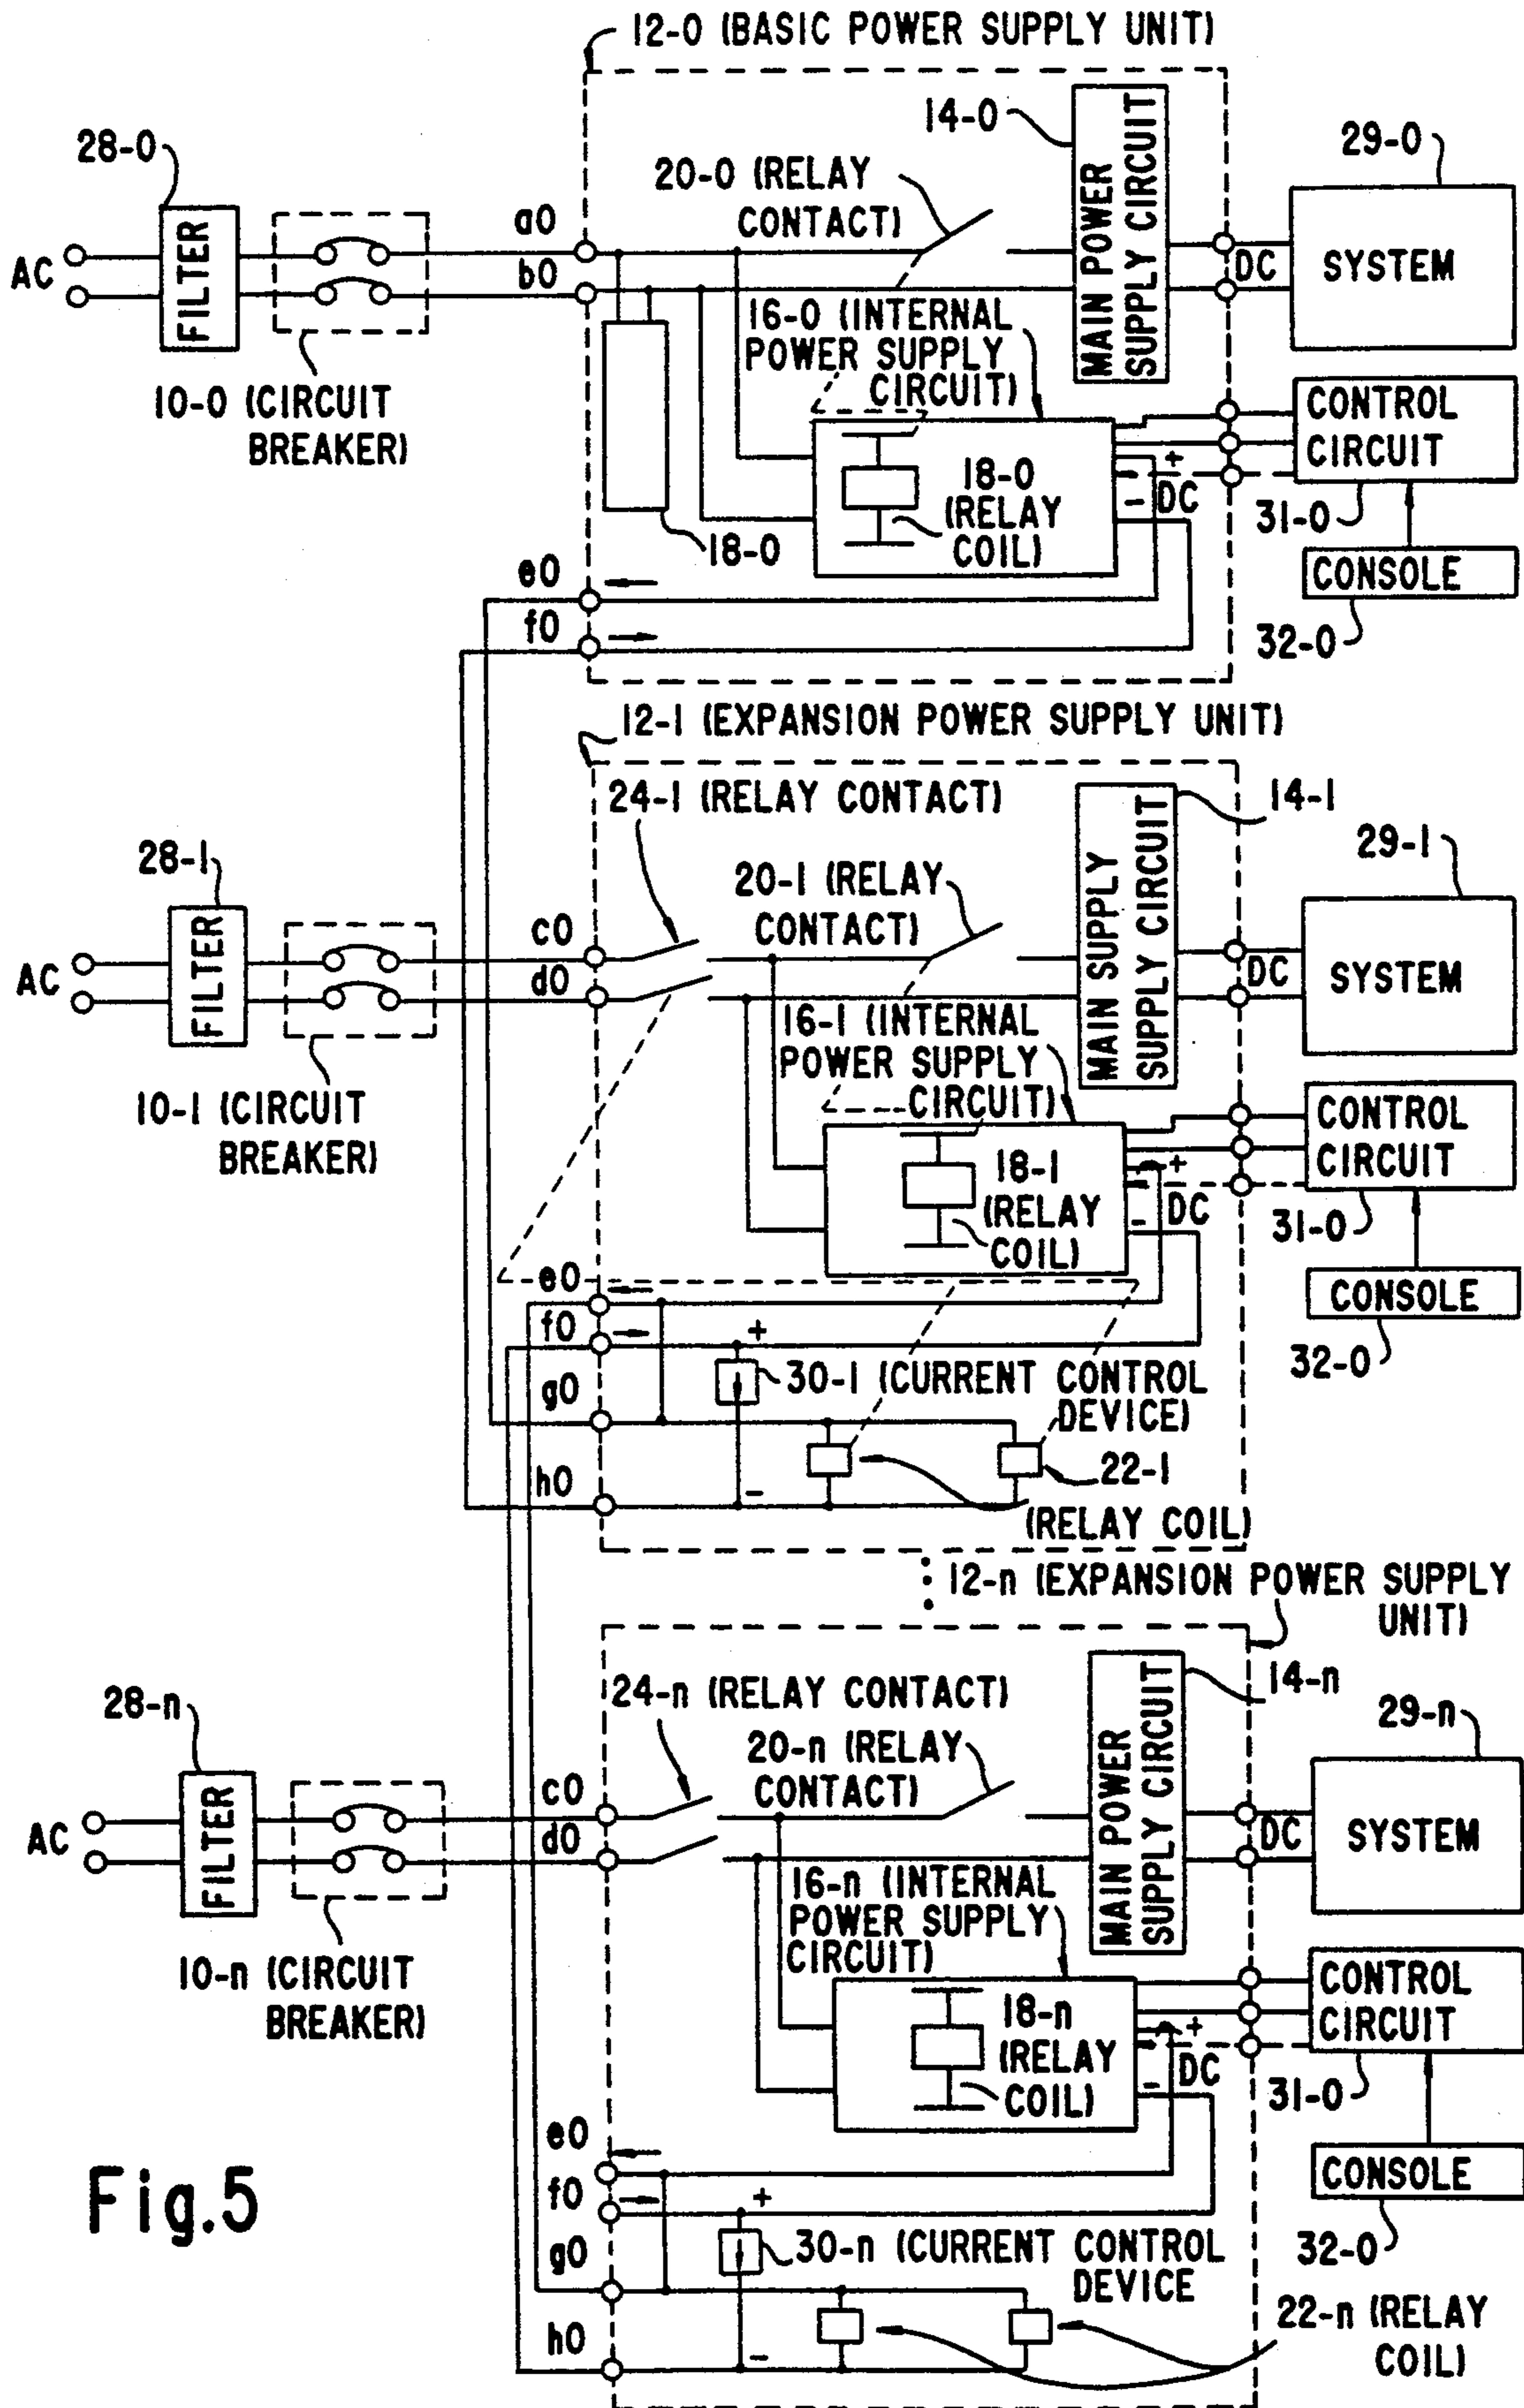 12-0 (BASIC POWER SUPPLY UNIT)
28-0
14-0
29-0
20-0 (RELAY
CONTACT)
AC
FILTER
a0
b0
MAIN POWER
SUPPLY CIRCUIT
DC
SYSTEM
10-0 (CIRCUIT
BREAKER)
16-0 (INTERNAL
POWER SUPPLY
CIRCUIT)
18-0
(RELAY
COIL)
+
-
DC
CONTROL
CIRCUIT
31-0
18-0
CONSOLE
32-0
e0
f0
12-1 (EXPANSION POWER SUPPLY UNIT)
24-1 (RELAY CONTACT)
14-1
28-1
29-1
20-1 (RELAY
CONTACT)
AC
FILTER
c0
d0
MAIN SUPPLY
SUPPLY CIRCUIT
DC
SYSTEM
10-1 (CIRCUIT
BREAKER)
16-1 (INTERNAL
POWER SUPPLY
CIRCUIT)
18-1
(RELAY
COIL)
+
-
DC
CONTROL
CIRCUIT
31-0
CONSOLE
32-0
e0
f0
+
30-1 (CURRENT CONTROL
DEVICE)
g0
22-1
h0
-
(RELAY COIL)
12-n (EXPANSION POWER SUPPLY
UNIT)
24-n (RELAY CONTACT)
14-n
28-n
29-n
20-n (RELAY
CONTACT)
AC
FILTER
c0
d0
MAIN POWER
SUPPLY CIRCUIT
DC
SYSTEM
10-n (CIRCUIT
BREAKER)
16-n (INTERNAL
POWER SUPPLY
CIRCUIT)
18-n
(RELAY
COIL)
+
-
DC
CONTROL
CIRCUIT
31-0
CONSOLE
32-0
e0
f0
+
30-n (CURRENT CONTROL
DEVICE
g0
22-n (RELAY
COIL)
h0
-
Fig.5